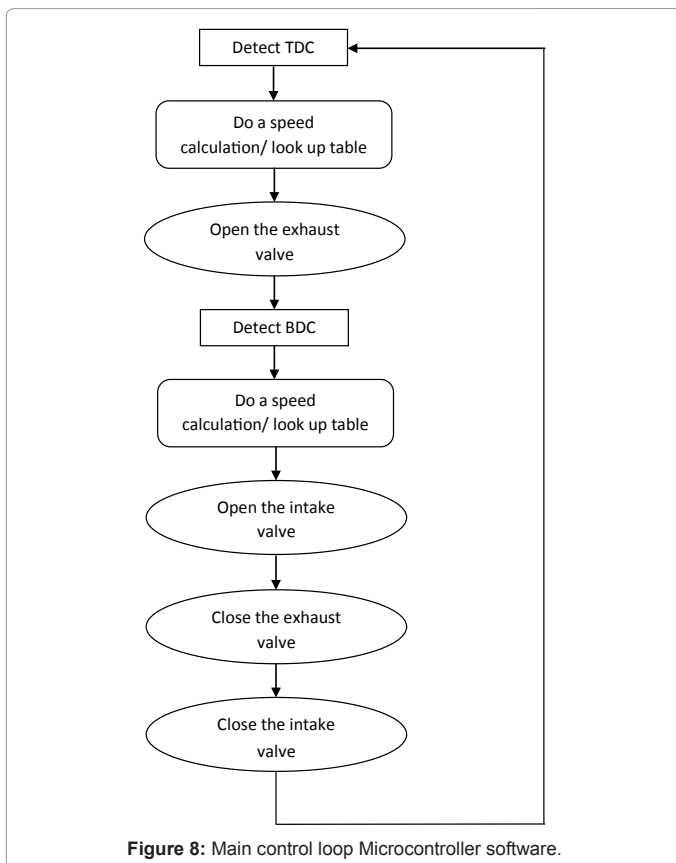 Detect TDC
Do a speed
calculation/ look up table
Open the exhaust
valve
Detect BDC
Do a speed
calculation/ look up table
Open the intake
valve
Close the exhaust
valve
Close the intake
valve
Figure 8: Main control loop Microcontroller software.